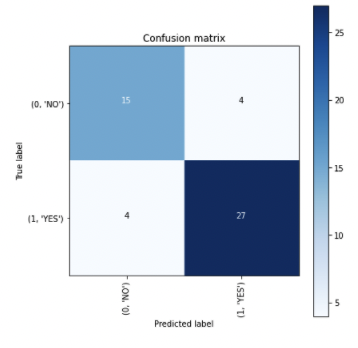 Confusion matrix
True label
(0, 'NO')
15
4
(1, 'YES')
4
27
(0, 'NO')
(1, 'YES')
Predicted label
25
20
15
10
5